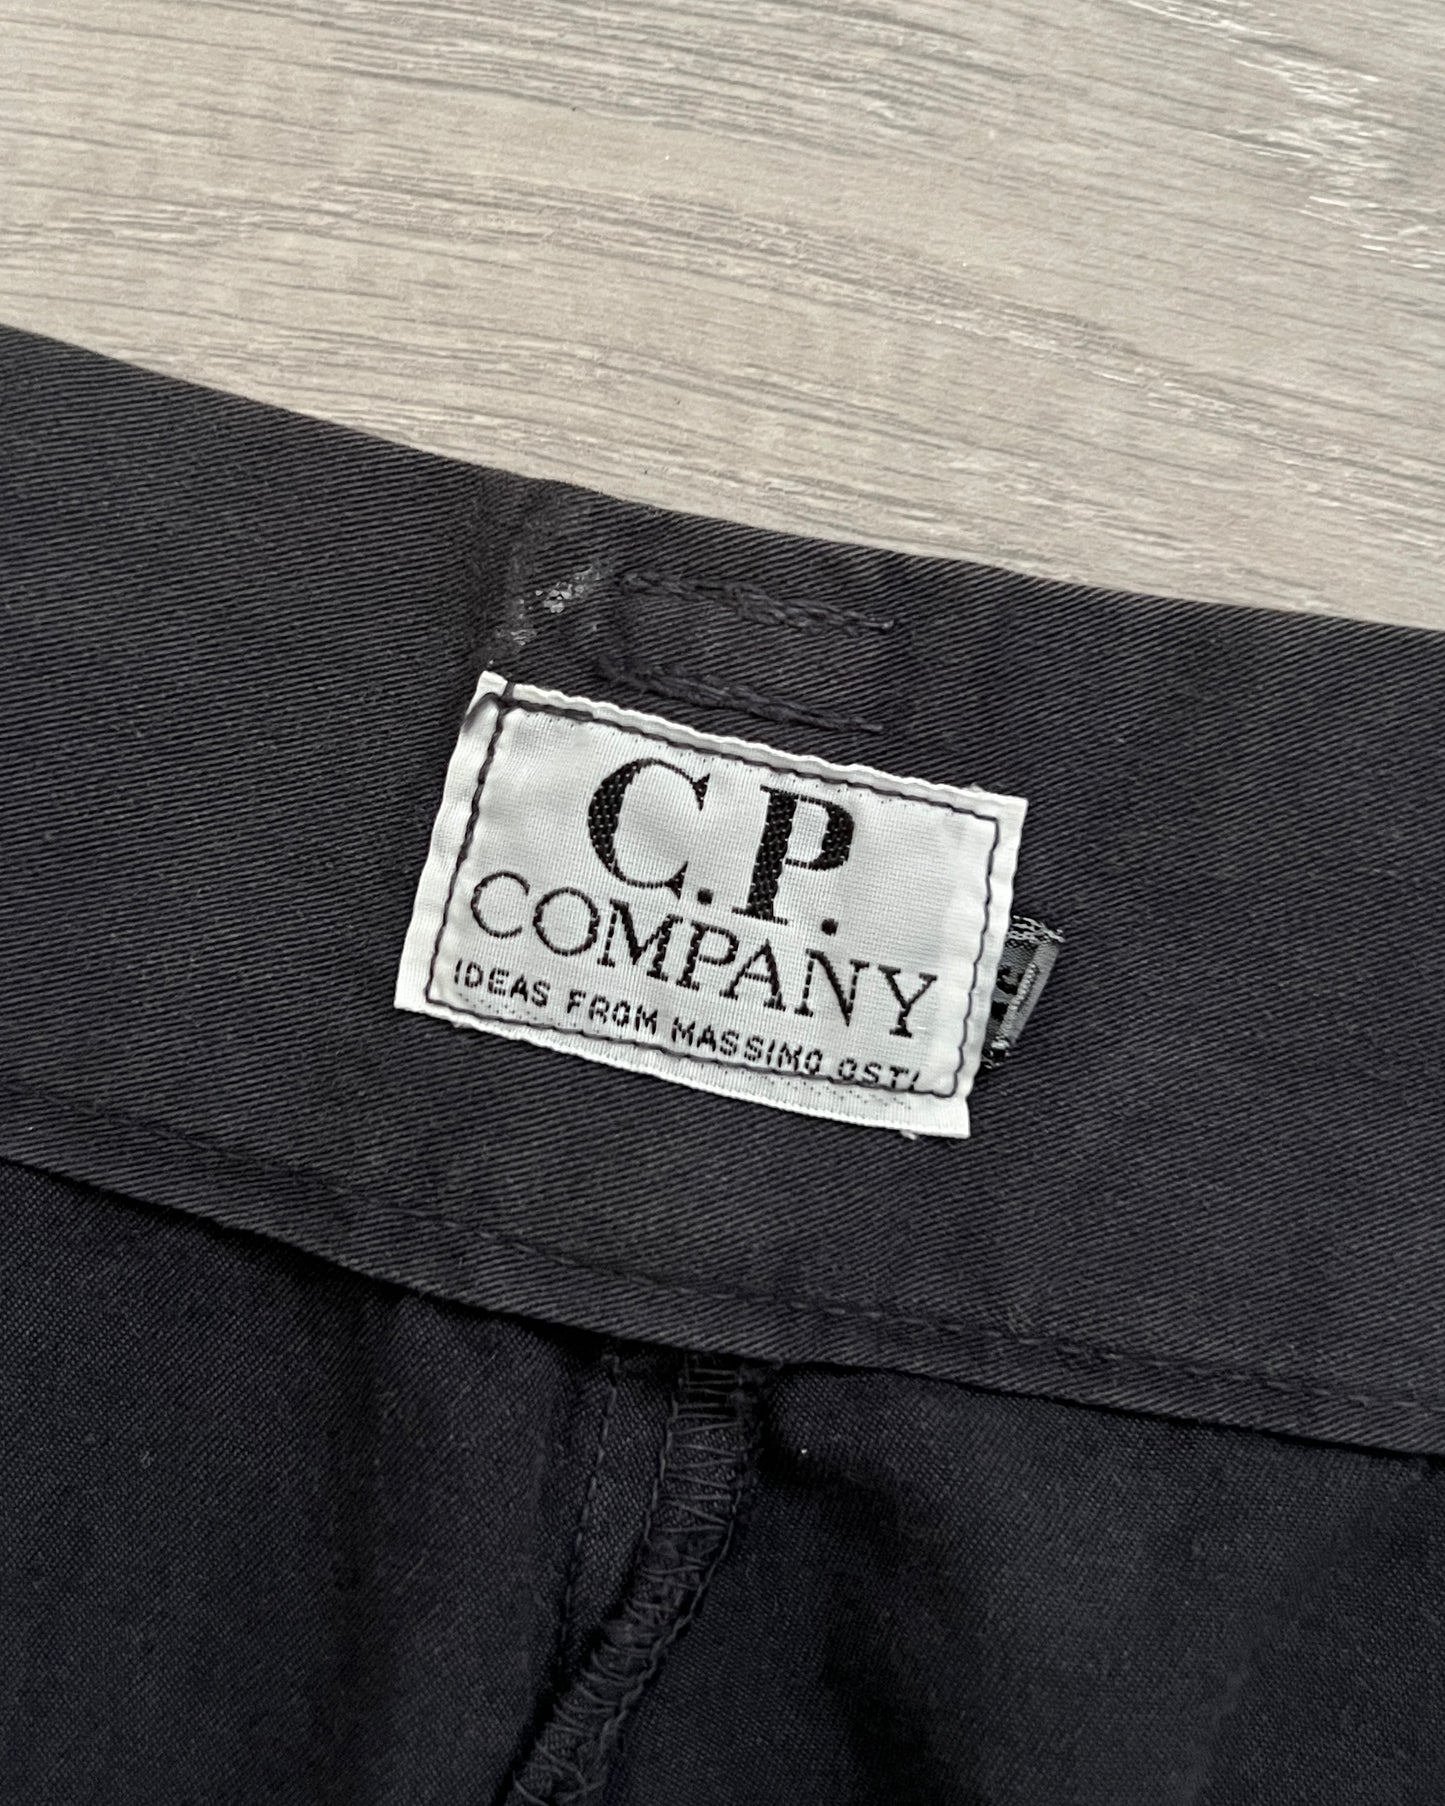 C.P.
COMPANY
IDEAS FROM MASSIMO OSTI